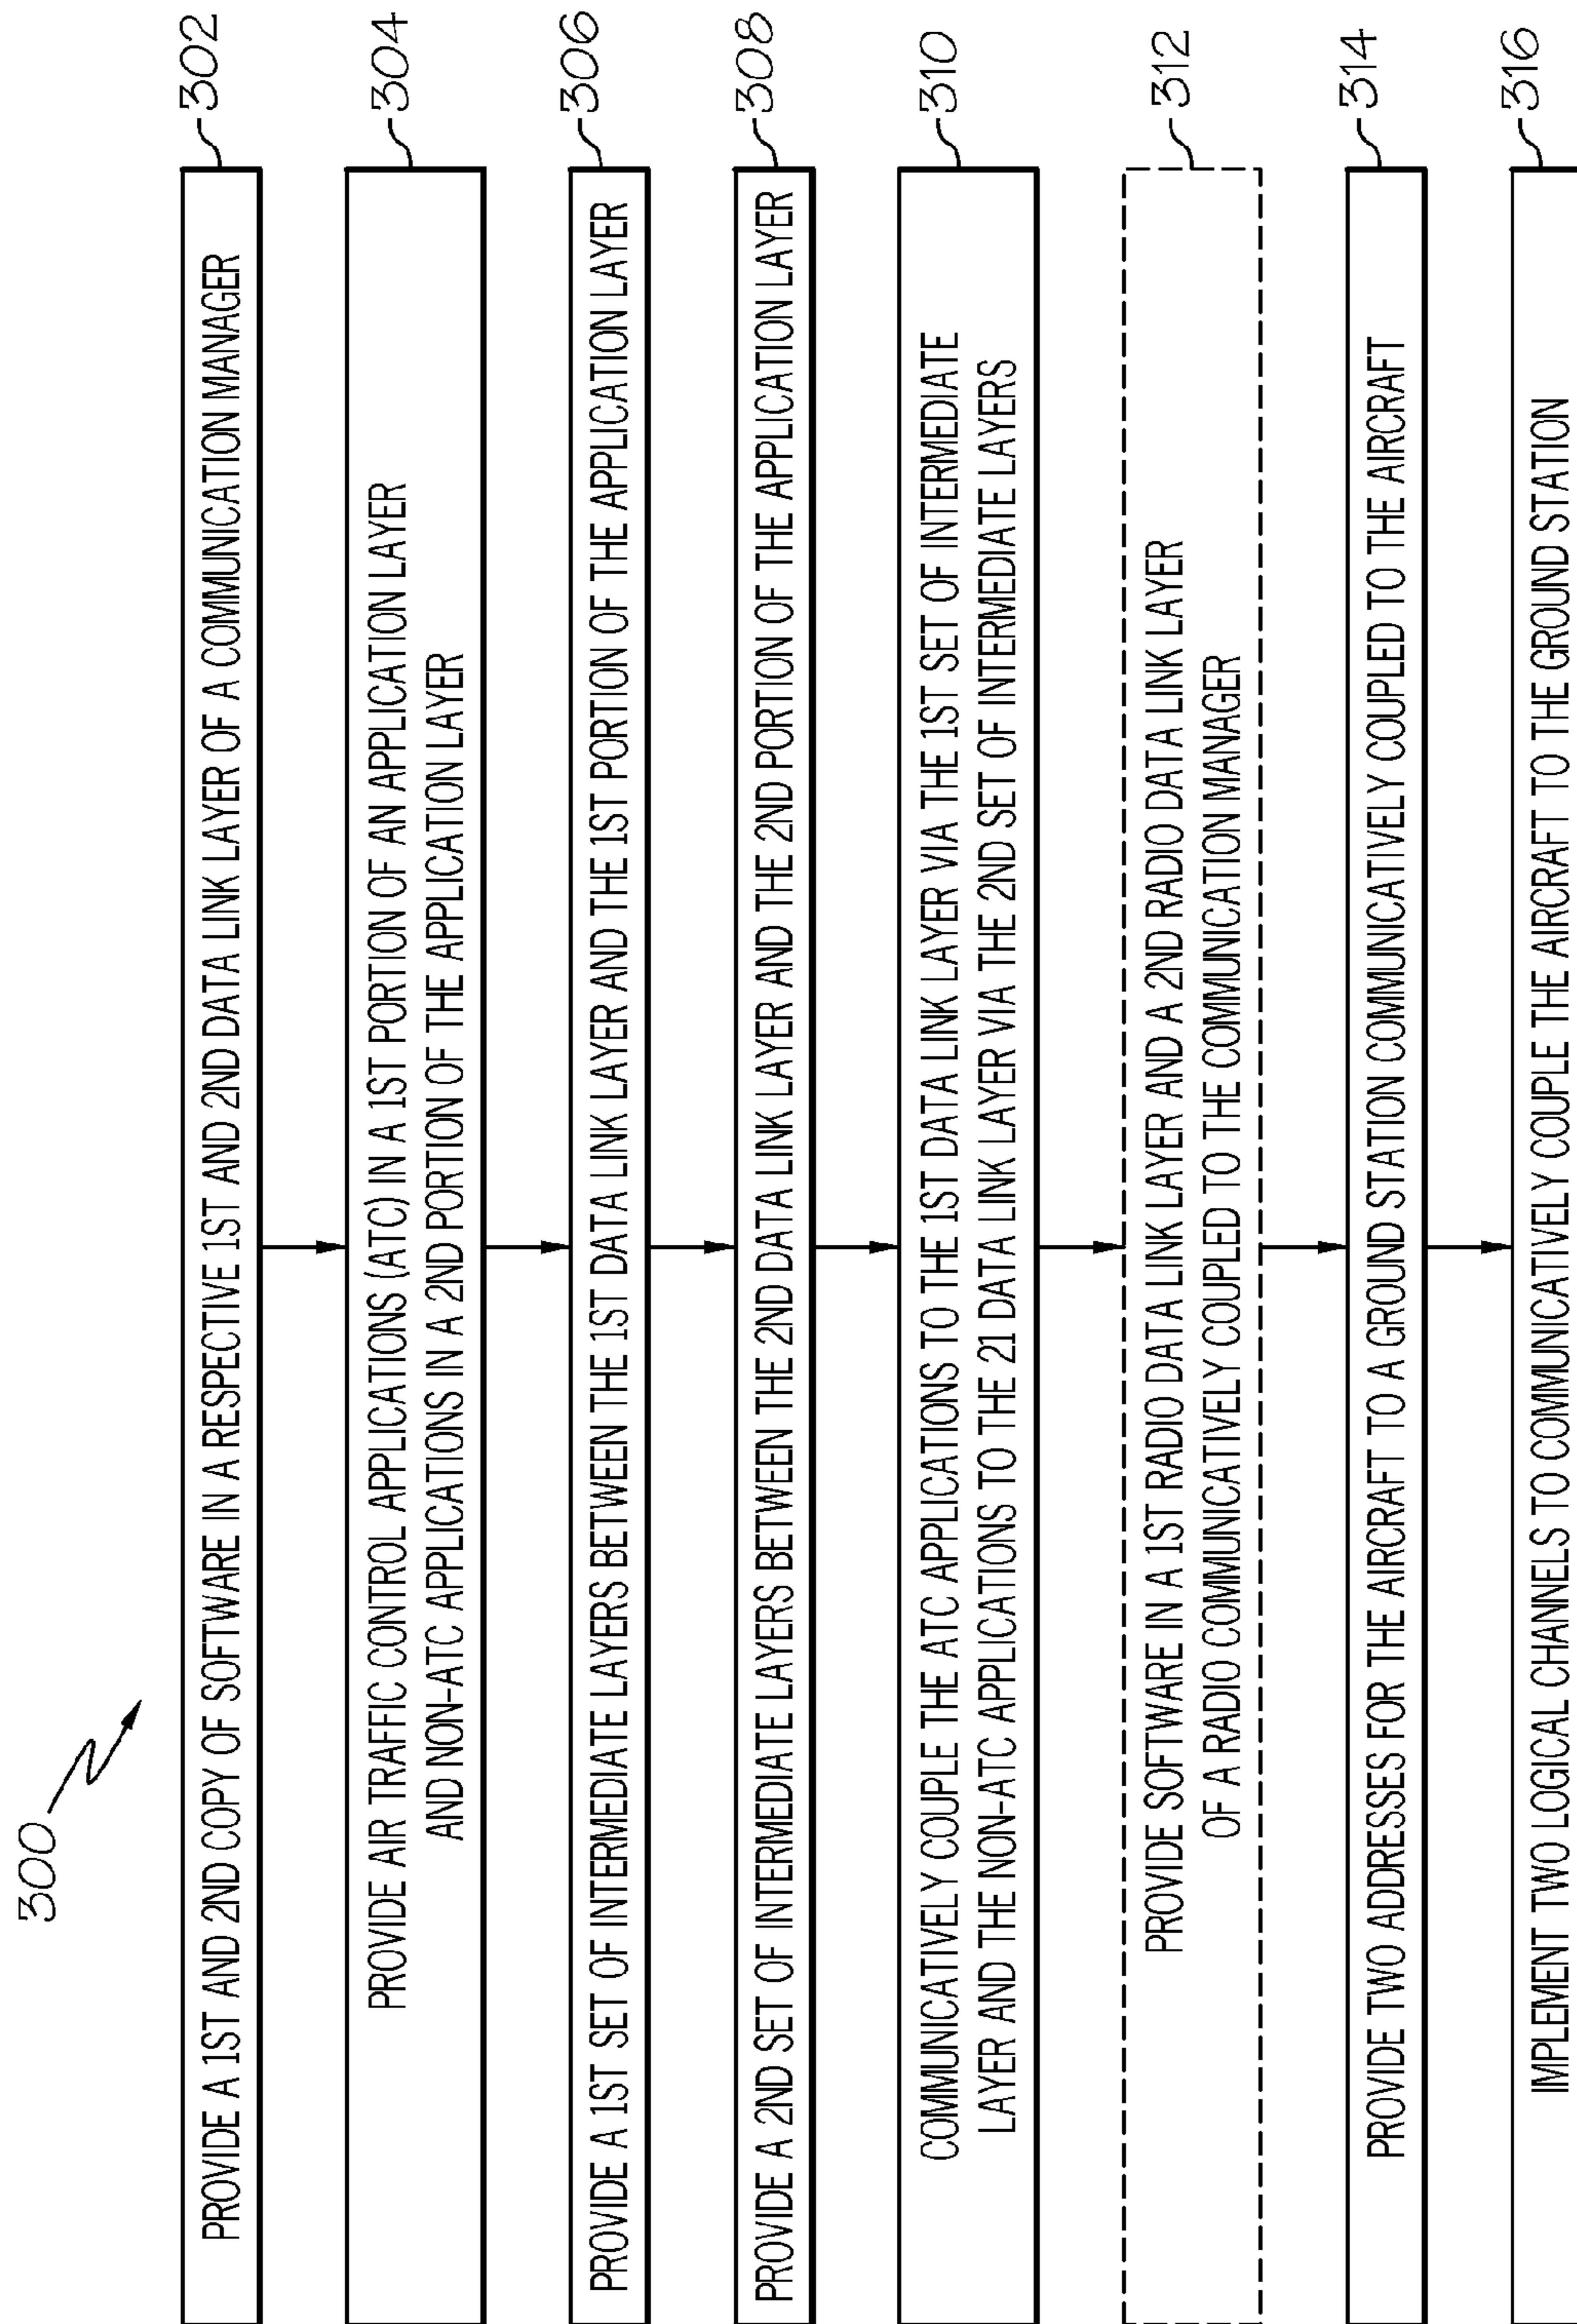 300
PROVIDE A 1ST AND 2ND COPY OF SOFTWARE IN A RESPECTIVE 1ST AND 2ND DATA LINK LAYER OF A COMMUNICATION MANAGER
302
PROVIDE AIR TRAFFIC CONTROL APPLICATIONS (ATC) IN A 1ST PORTION OF AN APPLICATION LAYER
AND NON-ATC APPLICATIONS IN A 2ND PORTION OF THE APPLICATION LAYER
304
PROVIDE A 1ST SET OF INTERMEDIATE LAYERS BETWEEN THE 1ST DATA LINK LAYER AND THE 1ST PORTION OF THE APPLICATION LAYER
306
PROVIDE A 2ND SET OF INTERMEDIATE LAYERS BETWEEN THE 2ND DATA LINK LAYER AND THE 2ND PORTION OF THE APPLICATION LAYER
308
COMMUNICATIVELY COUPLE THE ATC APPLICATIONS TO THE 1ST DATA LINK LAYER VIA THE 1ST SET OF INTERMEDIATE
LAYER AND THE NON-ATC APPLICATIONS TO THE 21 DATA LINK LAYER VIA THE 2ND SET OF INTERMEDIATE LAYERS
310
PROVIDE SOFTWARE IN A 1ST RADIO DATA LINK LAYER AND A 2ND RADIO DATA LINK LAYER
OF A RADIO COMMUNICATIVELY COUPLED TO THE COMMUNICATION MANAGER
312
PROVIDE TWO ADDRESSES FOR THE AIRCRAFT TO A GROUND STATION COMMUNICATIVELY COUPLED TO THE AIRCRAFT
314
IMPLEMENT TWO LOGICAL CHANNELS TO COMMUNICATIVELY COUPLE THE AIRCRAFT TO THE GROUND STATION
316